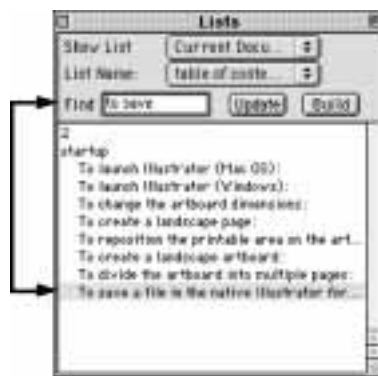 Lists
Show List Current Docu...
List Name: table of conte...
Find to save Update Build
2
startup
To launch Illustrator (Mac OS):
To launch Illustrator (Windows):
To change the artboard dimensions:
To create a landscape page:
To reposition the printable area on the art...
To create a landscape artboard:
To divide the artboard into multiple pages:
To save a file in the native Illustrator for...